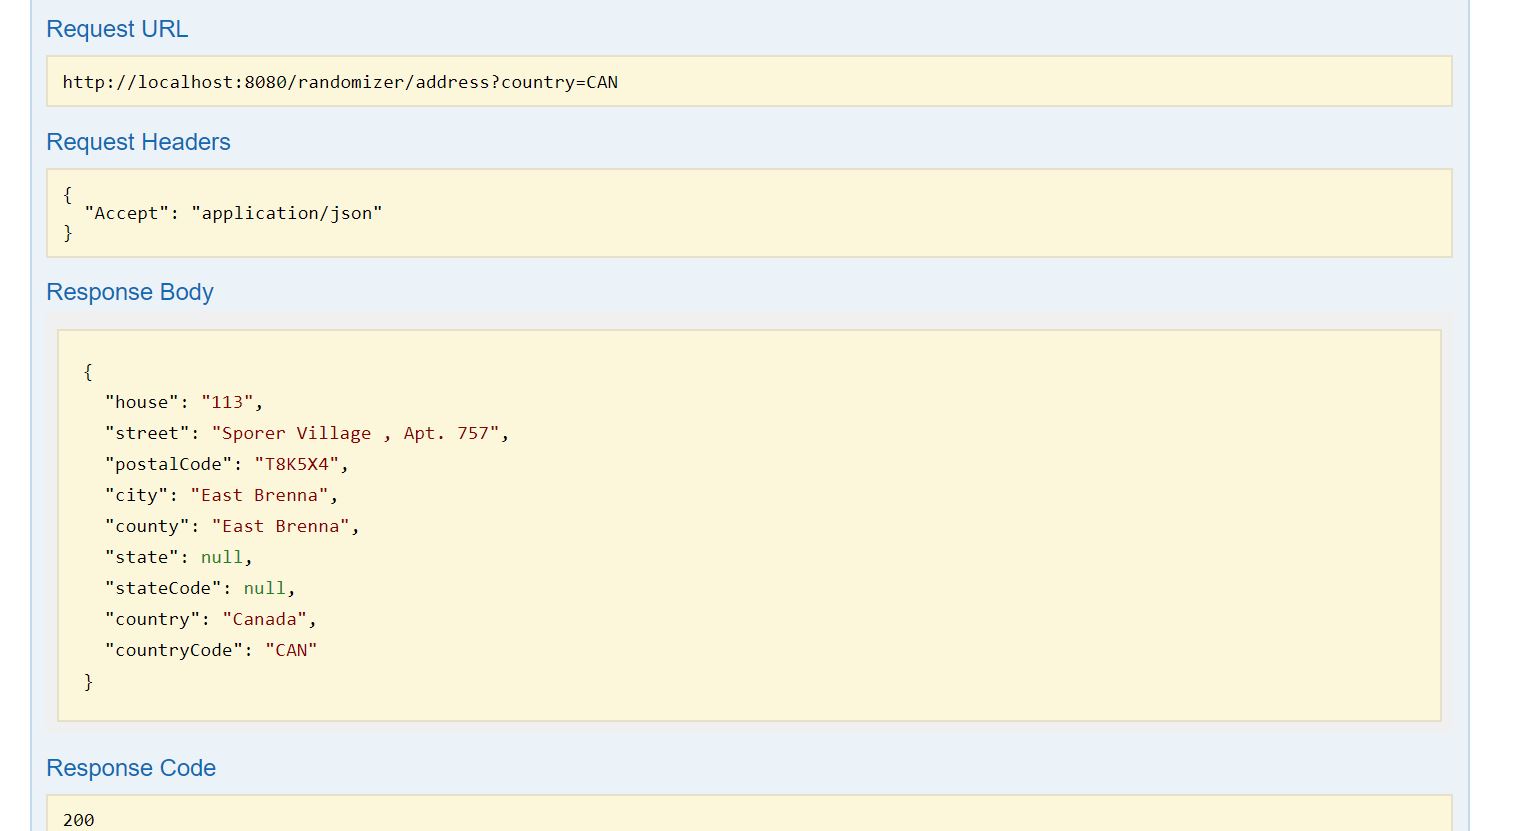 Request URL
http://localhost:8080/randomizer/address?country=CAN
Request Headers
{
  "Accept": "application/json"
}
Response Body
{
  "house": "113",
  "street": "Sporer Village , Apt. 757",
  "postalCode": "T8K5X4",
  "city": "East Brenna",
  "county": "East Brenna",
  "state": null,
  "stateCode": null,
  "country": "Canada",
  "countryCode": "CAN"
}
Response Code
200